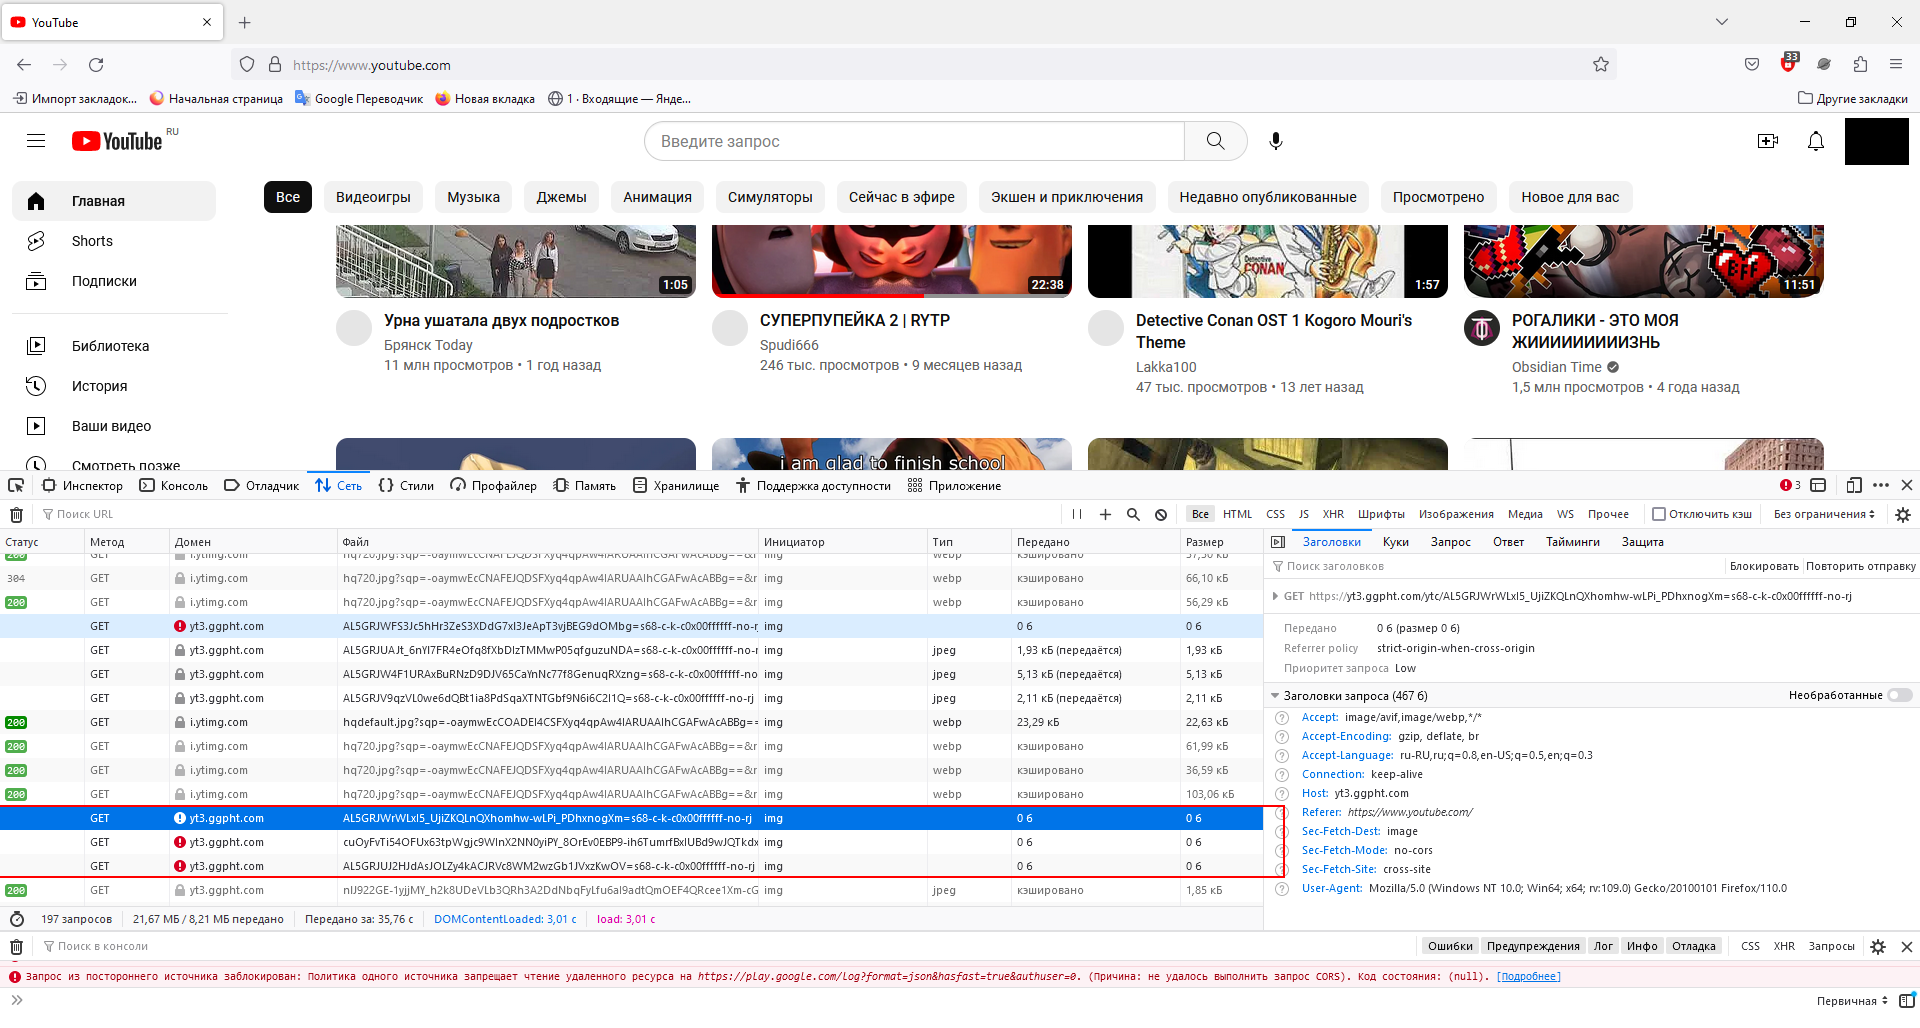 YouTube
https://www.youtube.com
33
Импорт закладок...
Начальная страница
Google Переводчик
Новая вкладка
1 · Входящие — Янде...
Другие закладки
YouTube RU
Введите запрос
Главная
Все
Видеоигры
Музыка
Джемы
Анимация
Симуляторы
Сейчас в эфире
Экшен и приключения
Недавно опубликованные
Просмотрено
Новое для вас
Shorts
Подписки
Библиотека
История
Ваши видео
Смотреть позже
1:05
22:38
Detective CONAN
1:57
BFF
11:51
Урна ушатала двух подростков
Брянск Today
11 млн просмотров • 1 год назад
СУПЕРПУПЕЙКА 2 | RYTP
Spudi666
246 тыс. просмотров • 9 месяцев назад
Detective Conan OST 1 Kogoro Mouri's
Theme
Lakka100
47 тыс. просмотров • 13 лет назад
РОГАЛИКИ - ЭТО МОЯ
ЖИИИИИИИИИЗНЬ
Obsidian Time
1,5 млн просмотров • 4 года назад
i am glad to finish school
Инспектор
Консоль
Отладчик
Сеть
Стили
Профайлер
Память
Хранилище
Поддержка доступности
Приложение
3
Поиск URL
Все HTML CSS JS XHR Шрифты Изображения Медиа WS Прочее
Отключить кэш
Без ограничения
Статус Метод Домен Файл Инициатор Тип Передано Размер
200 GET i.ytimg.com hq720.jpg?sqp=-oaymwEcCNAFEJQDSFXyq4qpAw4IARUAAIhCGAFwAcABBg==&r img webp кэшировано 57,50 кБ
304 GET i.ytimg.com hq720.jpg?sqp=-oaymwEcCNAFEJQDSFXyq4qpAw4IARUAAIhCGAFwAcABBg==&r img webp кэшировано 66,10 кБ
200 GET i.ytimg.com hq720.jpg?sqp=-oaymwEcCNAFEJQDSFXyq4qpAw4IARUAAIhCGAFwAcABBg==&r img webp кэшировано 56,29 кБ
GET yt3.ggpht.com AL5GRJWFS3Jc5hHr3ZeS3XDdG7xI3JeApT3vjBEG9dOMbg=s68-c-k-c0x00ffffff-no-rj img 0 б 0 б
GET yt3.ggpht.com AL5GRJUAJt_6nYI7FR4eOfq8fXbDIzTMMwP05qfguzuNDA=s68-c-k-c0x00ffffff-no-r img jpeg 1,93 кБ (передаётся) 1,93 кБ
GET yt3.ggpht.com AL5GRJW4F1URAxBuRNzD9DJV65CaYnNc77f8GenuqRXzng=s68-c-k-c0x00ffffff-no- img jpeg 5,13 кБ (передаётся) 5,13 кБ
GET yt3.ggpht.com AL5GRJV9qzVL0we6dQBt1ia8PdSqaXTNTGbf9N6i6C2I1Q=s68-c-k-c0x00ffffff-no-rj img jpeg 2,11 кБ (передаётся) 2,11 кБ
200 GET i.ytimg.com hqdefault.jpg?sqp=-oaymwEcCOADEI4CSFXyq4qpAw4IARUAAIhCGAFwAcABBg== img webp 23,29 кБ 22,63 кБ
200 GET i.ytimg.com hq720.jpg?sqp=-oaymwEcCNAFEJQDSFXyq4qpAw4IARUAAIhCGAFwAcABBg==&r img webp кэшировано 61,99 кБ
200 GET i.ytimg.com hq720.jpg?sqp=-oaymwEcCNAFEJQDSFXyq4qpAw4IARUAAIhCGAFwAcABBg==&r img webp кэшировано 36,59 кБ
200 GET i.ytimg.com hq720.jpg?sqp=-oaymwEcCNAFEJQDSFXyq4qpAw4IARUAAIhCGAFwAcABBg==&r img webp кэшировано 103,06 кБ
GET yt3.ggpht.com AL5GRJWrWLxI5_UjiZKQLnQXhomhw-wLPi_PDhxnogXm=s68-c-k-c0x00ffffff-no-rj img 0 б 0 б
GET yt3.ggpht.com cuOyFvTi54OFUx63tpWgjc9WInX2NN0yiPY_8OrEv0EBP9-ih6TumrfBxIUBd9wJQTkdx img 0 б 0 б
GET yt3.ggpht.com AL5GRJUJ2HJdAsJOLZy4kACJRVc8WM2wzGb1JVxzKwOV=s68-c-k-c0x00ffffff-no-rj img 0 б 0 б
200 GET yt3.ggpht.com nIJ922GE-1yjjMY_h2k8UDeVLb3QRh3A2DdNbqFyLfu6al9adtQmOEF4QRcee1Xm-cG img jpeg кэшировано 1,85 кБ
197 запросов
21,67 МБ / 8,21 МБ передано
Передано за: 35,76 с
DOMContentLoaded: 3,01 с
load: 3,01 с
Заголовки Куки Запрос Ответ Тайминги Защита
Поиск заголовков
Блокировать Повторить отправку
GET https://yt3.ggpht.com/ytc/AL5GRJWrWLxI5_UjiZKQLnQXhomhw-wLPi_PDhxnogXm=s68-c-k-c0x00ffffff-no-rj
Передано 0 б (размер 0 б)
Referrer policy strict-origin-when-cross-origin
Приоритет запроса Low
Заголовки запроса (467 б)
Необработанные
Accept: image/avif,image/webp,*/*
Accept-Encoding: gzip, deflate, br
Accept-Language: ru-RU,ru;q=0.8,en-US;q=0.5,en;q=0.3
Connection: keep-alive
Host: yt3.ggpht.com
Referer: https://www.youtube.com/
Sec-Fetch-Dest: image
Sec-Fetch-Mode: no-cors
Sec-Fetch-Site: cross-site
User-Agent: Mozilla/5.0 (Windows NT 10.0; Win64; x64; rv:109.0) Gecko/20100101 Firefox/110.0
Поиск в консоли
Ошибки Предупреждения Лог Инфо Отладка CSS XHR Запросы
Запрос из постороннего источника заблокирован: Политика одного источника запрещает чтение удаленного ресурса на https://play.google.com/log?format=json&hasfast=true&authuser=0. (Причина: не удалось выполнить запрос CORS). Код состояния: (null). [Подробнее]
Первичная